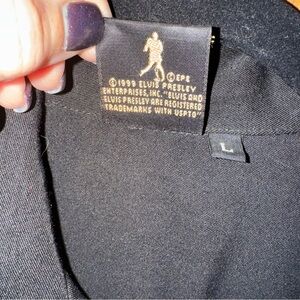 ©EPE
©1999 ELVIS PRESLEY
ENTERPRISES, INC. "ELVIS AND
ELVIS PRESLEY ARE REGISTERED
TRADEMARKS WITH USPTO"
L